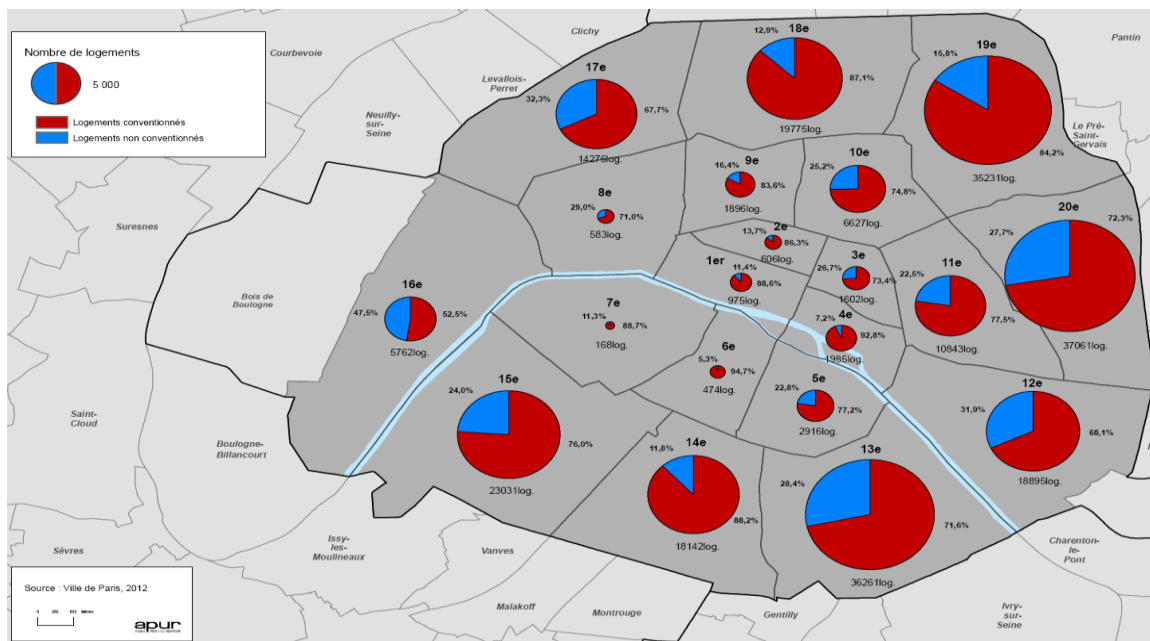 Nombre de logements
5 000
Logements conventionnés
Logements non conventionnés
Courbevoie
Clichy
Pantin
Levallois-
Perret
Neuilly-
sur-
Seine
Le Pré-
Saint-
Gervais
Suresnes
Bois de
Boulogne
Saint-
Cloud
Boulogne-
Billancourt
Sèvres
Issy-
les-
Moulineaux
Vanves
Malakoff
Montrouge
Gentilly
Ivry-
sur-
Seine
Charenton-
le-
Pont
17e
32,3%
67,7%
14276log.
18e
12,9%
87,1%
19775log.
19e
15,8%
84,2%
35231log.
8e
29,0%
71,0%
583log.
9e
16,4%
83,6%
1896log.
10e
25,2%
74,8%
6627log.
2e
13,7%
86,3%
606log.
1er
11,4%
88,6%
975log.
3e
26,7%
73,4%
1602log.
11e
22,5%
77,5%
10843log.
20e
27,7%
72,3%
37061log.
16e
47,5%
52,5%
5762log.
7e
11,3%
88,7%
168log.
4e
7,2%
92,8%
1985log.
6e
5,3%
94,7%
474log.
5e
22,8%
77,2%
2916log.
12e
31,9%
68,1%
18895log.
15e
24,0%
76,0%
23031log.
14e
11,8%
88,2%
18142log.
13e
28,4%
71,6%
36261log.
Source : Ville de Paris, 2012
0
apur